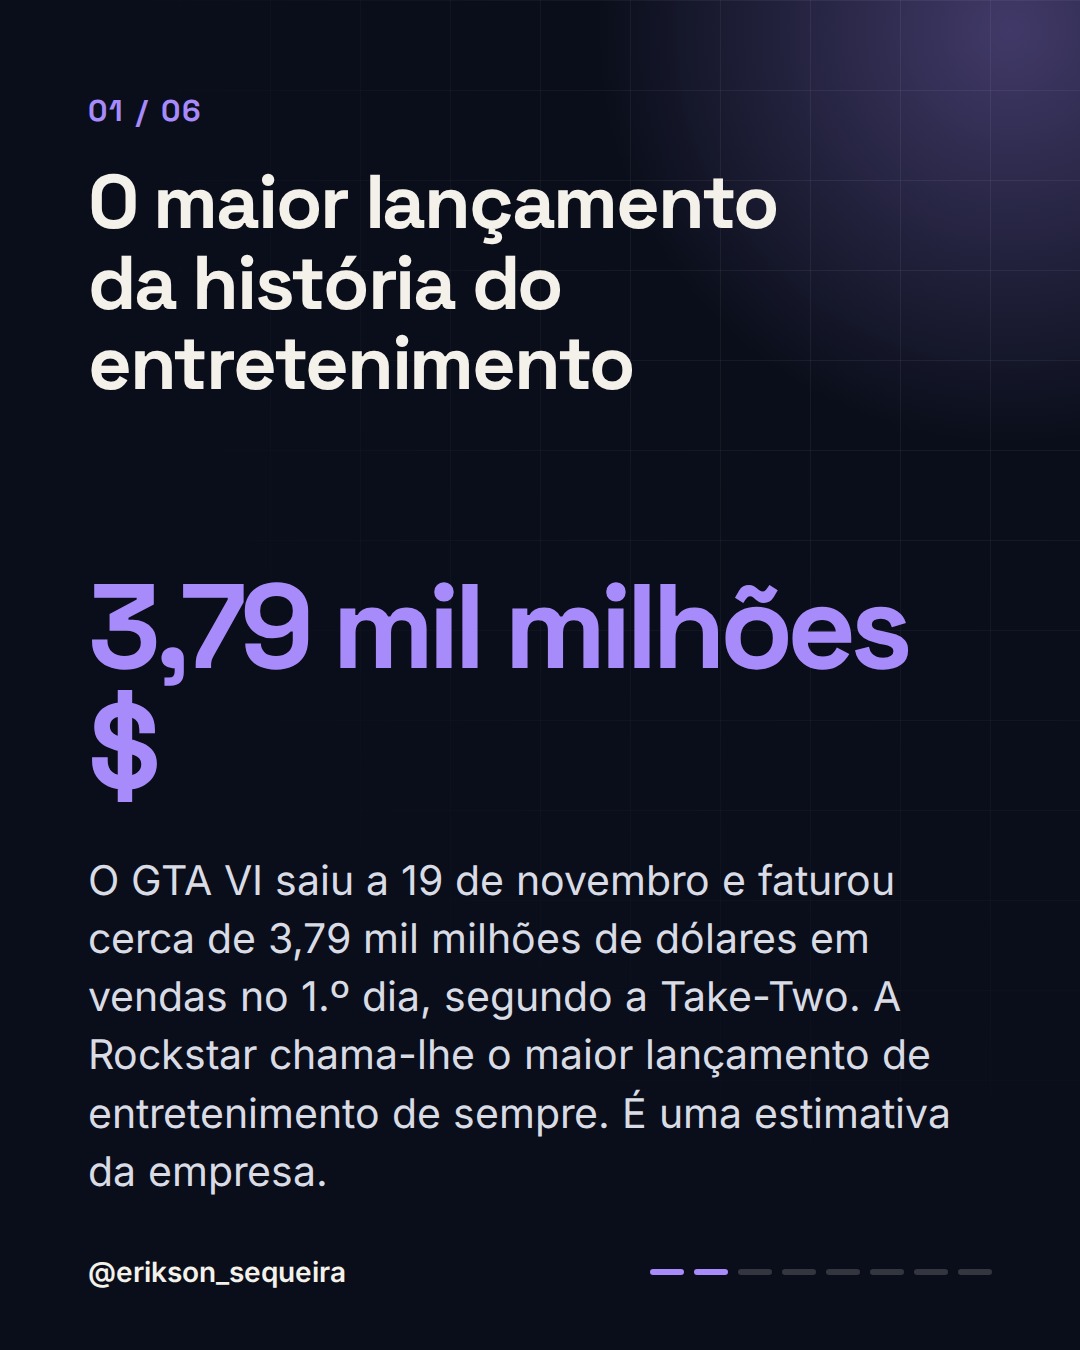 01 / 06
O maior lançamento
da história do
entretenimento
3,79 mil milhões
$
O GTA VI saiu a 19 de novembro e faturou
cerca de 3,79 mil milhões de dólares em
vendas no 1.º dia, segundo a Take-Two. A
Rockstar chama-lhe o maior lançamento de
entretenimento de sempre. É uma estimativa
da empresa.
@erikson_sequeira